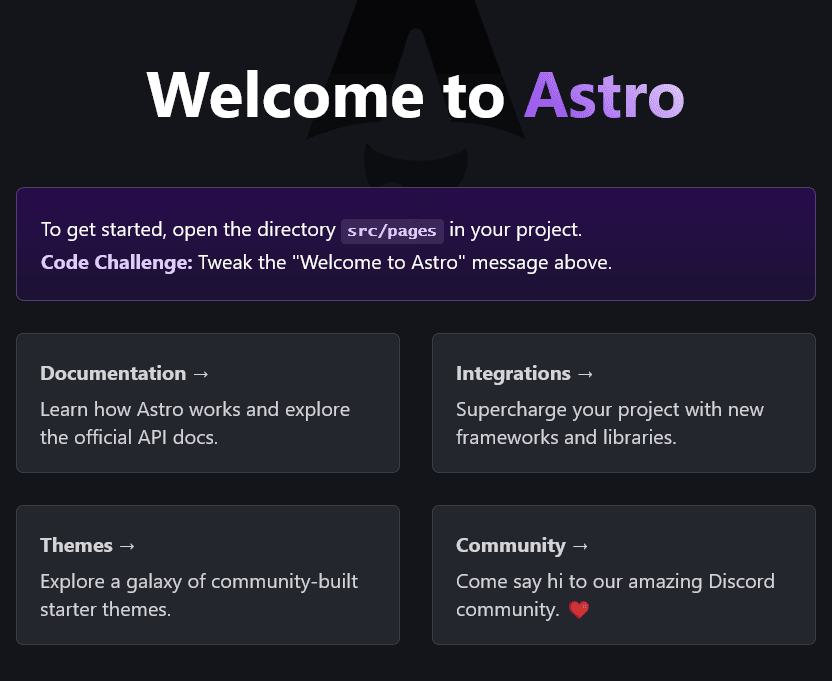 Welcome to Astro
To get started, open the directory src/pages in your project.
Code Challenge: Tweak the "Welcome to Astro" message above.
Documentation →
Learn how Astro works and explore
the official API docs.
Integrations →
Supercharge your project with new
frameworks and libraries.
Themes →
Explore a galaxy of community-built
starter themes.
Community →
Come say hi to our amazing Discord
community. ❤️